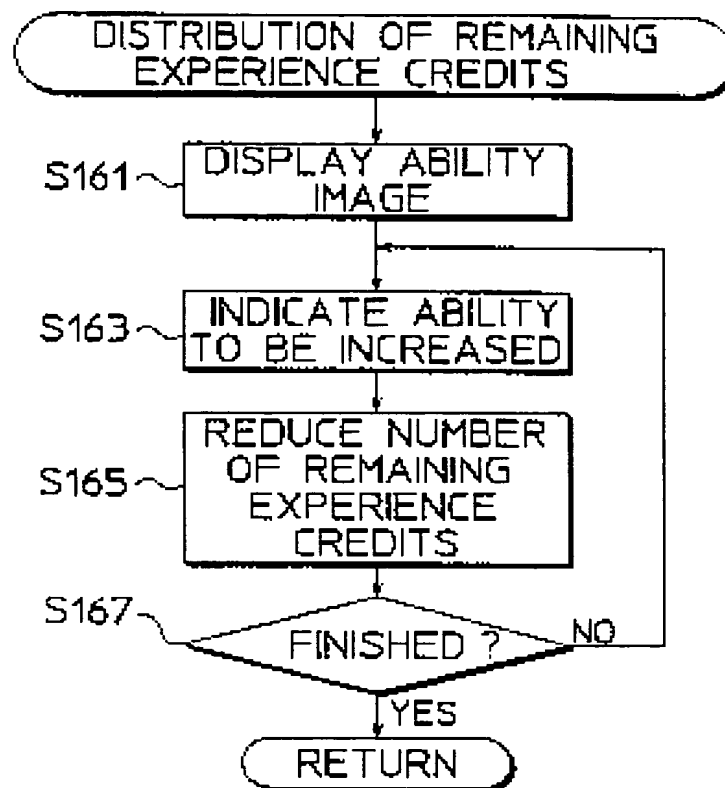 DISTRIBUTION OF REMAINING
EXPERIENCE CREDITS
S161
DISPLAY ABILITY
IMAGE
S163
INDICATE ABILITY
TO BE INCREASED
S165
REDUCE NUMBER
OF REMAINING
EXPERIENCE
CREDITS
S167
FINISHED ?
NO
YES
RETURN